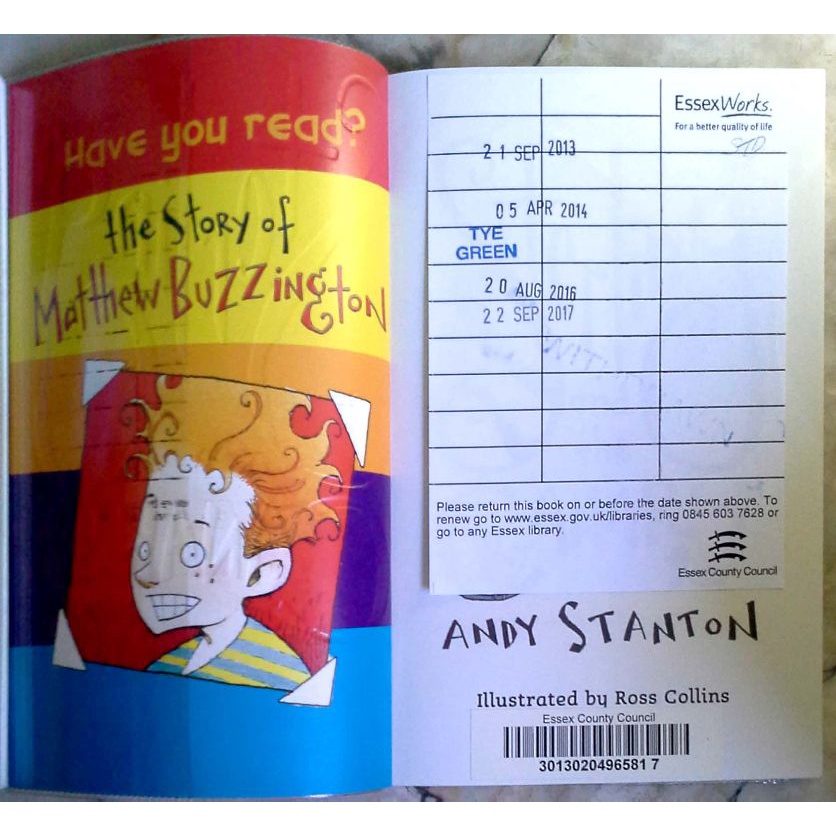 Have you read?
the Story of
Matthew Buzzington
EssexWorks.
For a better quality of life
STD
21 SEP 2013
05 APR 2014
TYE
GREEN
20 AUG 2016
22 SEP 2017
Please return this book on or before the date shown above. To
renew go to www.essex.gov.uk/libraries, ring 0845 603 7628 or
go to any Essex library.
Essex County Council
ANDY STANTON
Illustrated by Ross Collins
Essex County Council
3013020496581 7